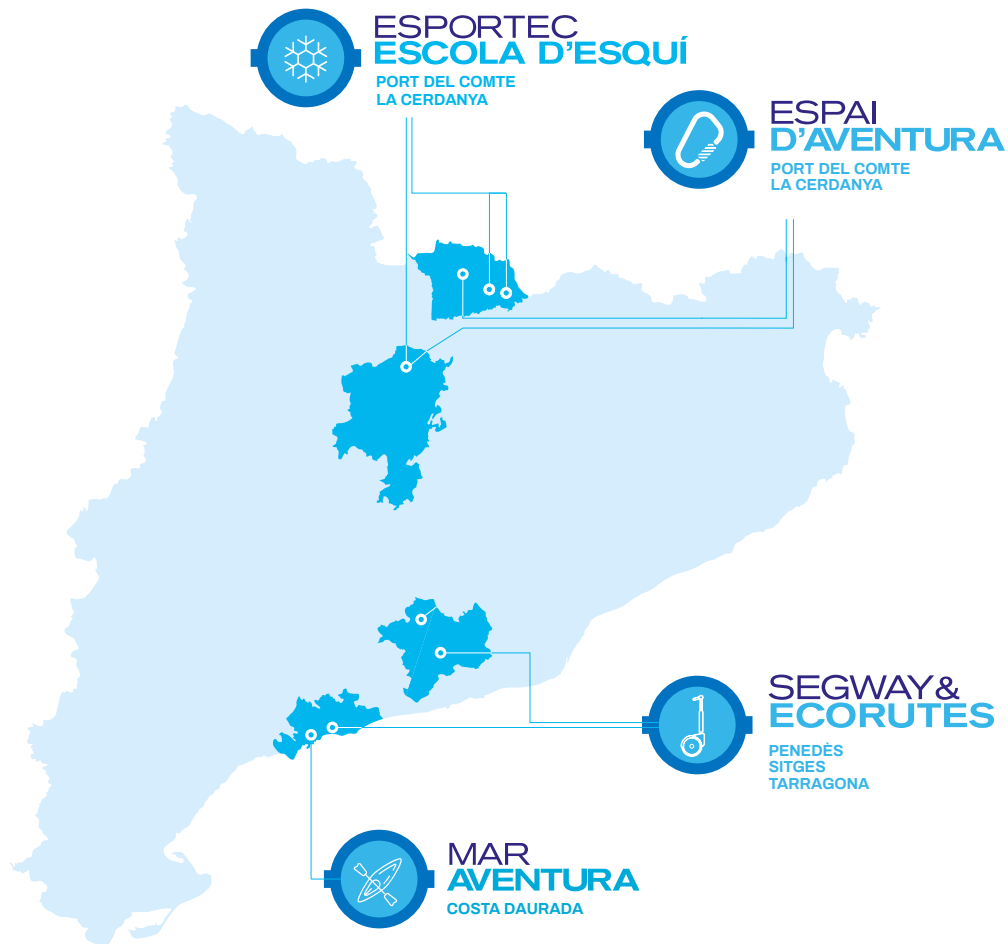 ESPORTEC
ESCOLA D'ESQUÍ
PORT DEL COMTE
LA CERDANYA
ESPAI
D'AVENTURA
PORT DEL COMTE
LA CERDANYA
SEGWAY&
ECORUTES
PENEDÈS
SITGES
TARRAGONA
MAR
AVENTURA
COSTA DAURADA